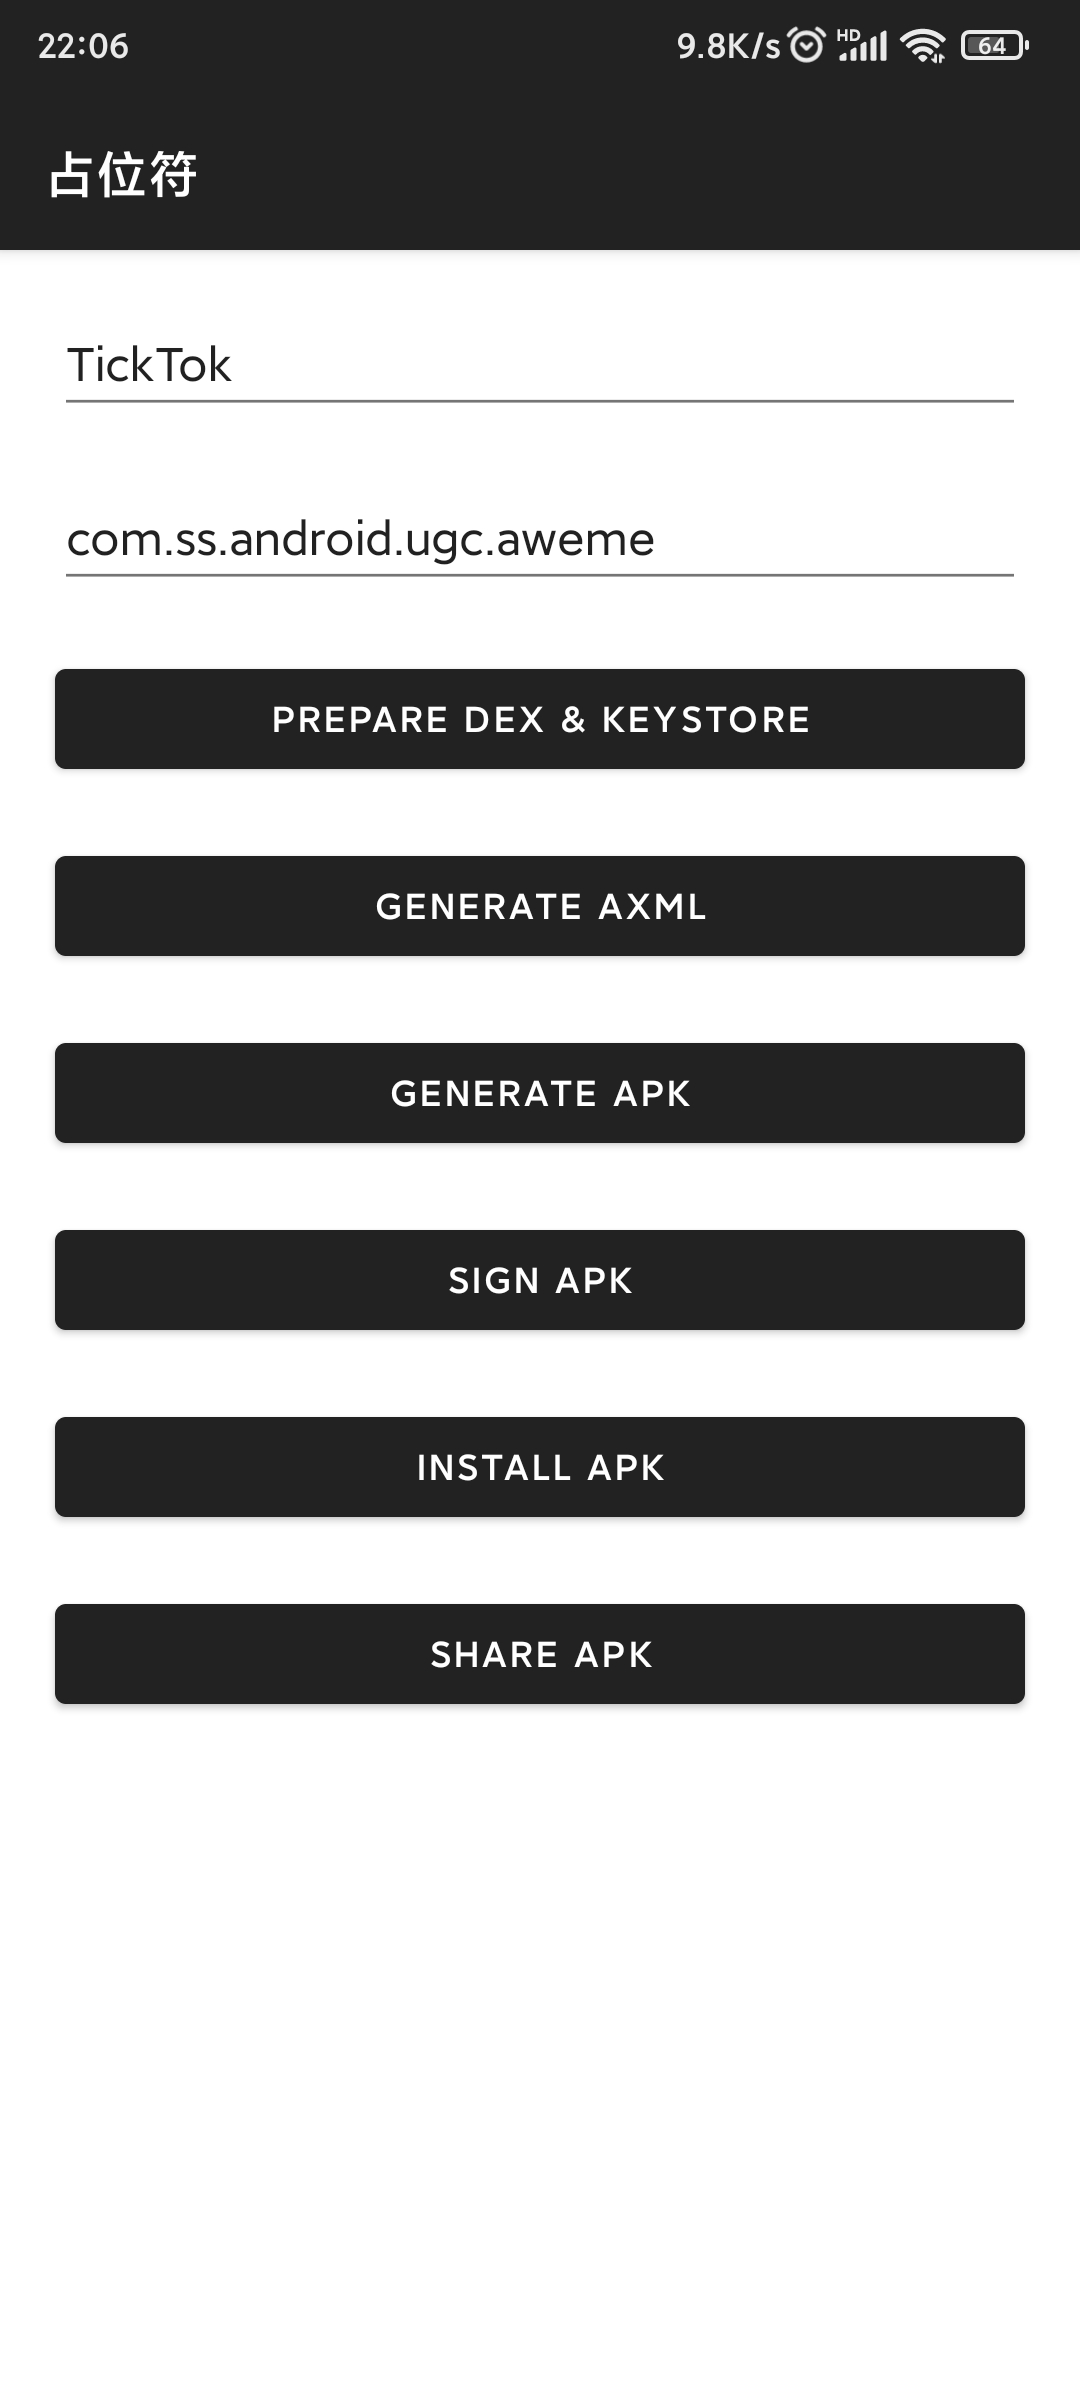 22:06 9.8K/s HD 64
占位符
TickTok
com.ss.android.ugc.aweme
PREPARE DEX & KEYSTORE
GENERATE AXML
GENERATE APK
SIGN APK
INSTALL APK
SHARE APK